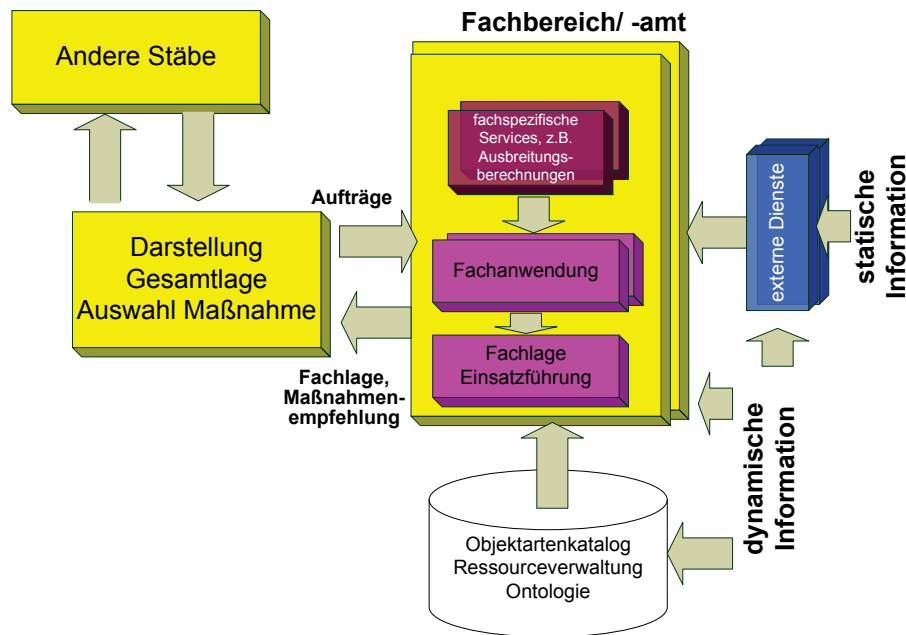 Fachbereich/ -amt
Andere Stäbe
fachspezifische
Services, z.B.
Ausbreitungs-
berechnungen
Aufträge
Darstellung
Gesamtlage
Auswahl Maßnahme
Fachanwendung
Fachlage
Einsatzführung
Fachlage,
Maßnahmen-
empfehlung
externe Dienste
statische
Information
dynamische
Information
Objektartenkatalog
Ressourceverwaltung
Ontologie